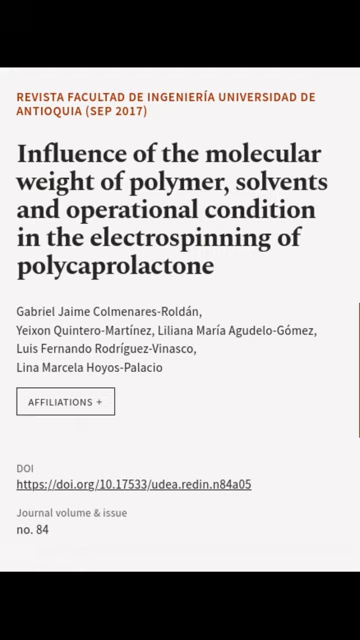 REVISTA FACULTAD DE INGENIERÍA UNIVERSIDAD DE
ANTIOQUIA (SEP 2017)
Influence of the molecular
weight of polymer, solvents
and operational condition
in the electrospinning of
polycaprolactone
Gabriel Jaime Colmenares-Roldán,
Yeixon Quintero-Martínez, Liliana María Agudelo-Gómez,
Luis Fernando Rodríguez-Vinasco,
Lina Marcela Hoyos-Palacio
AFFILIATIONS +
DOI
https://doi.org/10.17533/udea.redin.n84a05
Journal volume & issue
no. 84